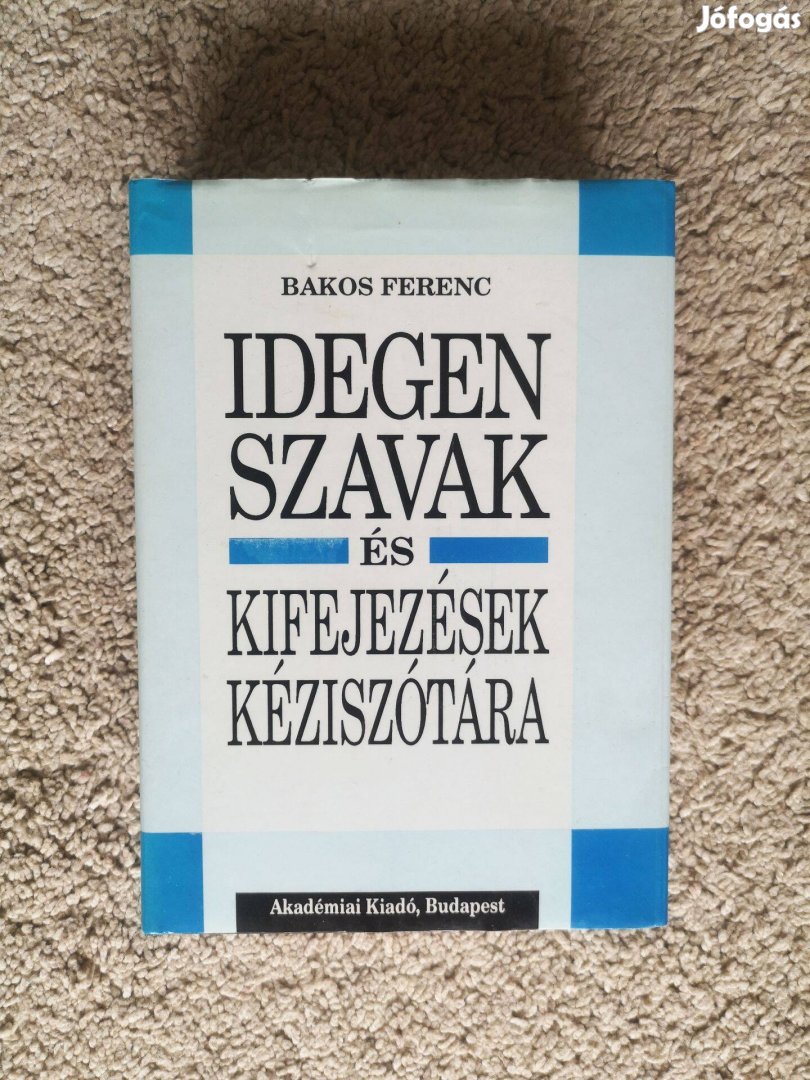 Jófogás
BAKOS FERENC
IDEGEN
SZAVAK
ÉS
KIFEJEZÉSEK
KÉZISZÓTÁRA
Akadémiai Kiadó, Budapest